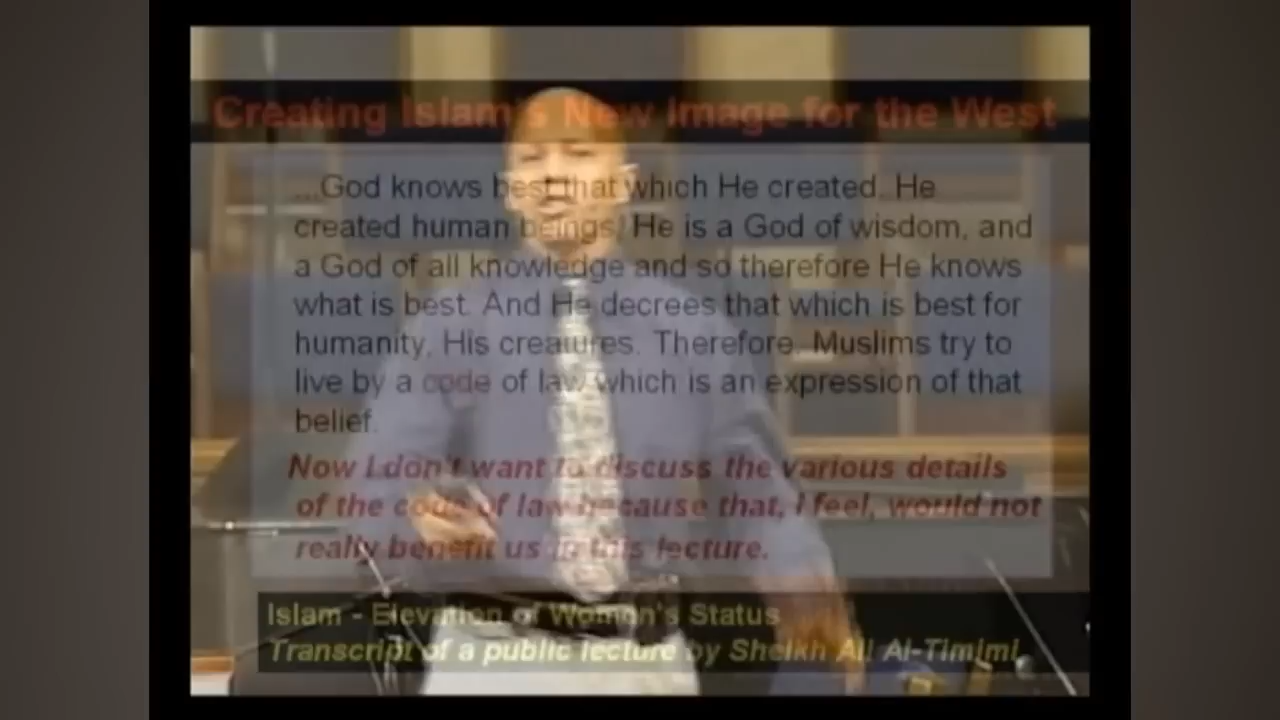 Creating Islam's New Image for the West
...God knows best that which He created. He
created human beings. He is a God of wisdom, and
a God of all knowledge and so therefore He knows
what is best. And He decrees that which is best for
humanity, His creatures. Therefore, Muslims try to
live by a code of law which is an expression of that
belief.
Now I don't want to discuss the various details
of the code of law because that, I feel, would not
really benefit us in this lecture.
Islam - Elevation of Women's Status
Transcript of a public lecture by Sheikh Ali Al-Timimi